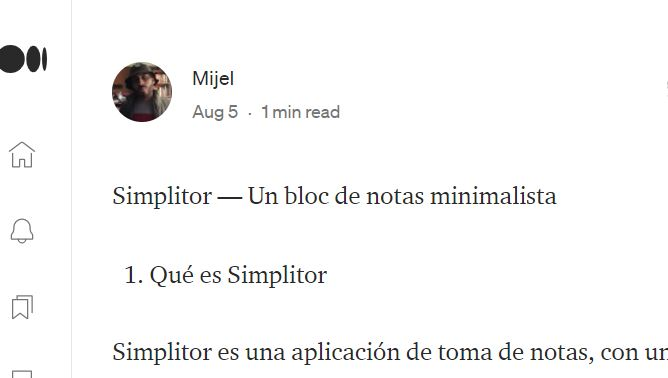 Mijel
Aug 5 · 1 min read
Simplitor — Un bloc de notas minimalista
1. Qué es Simplitor
Simplitor es una aplicación de toma de notas, con un